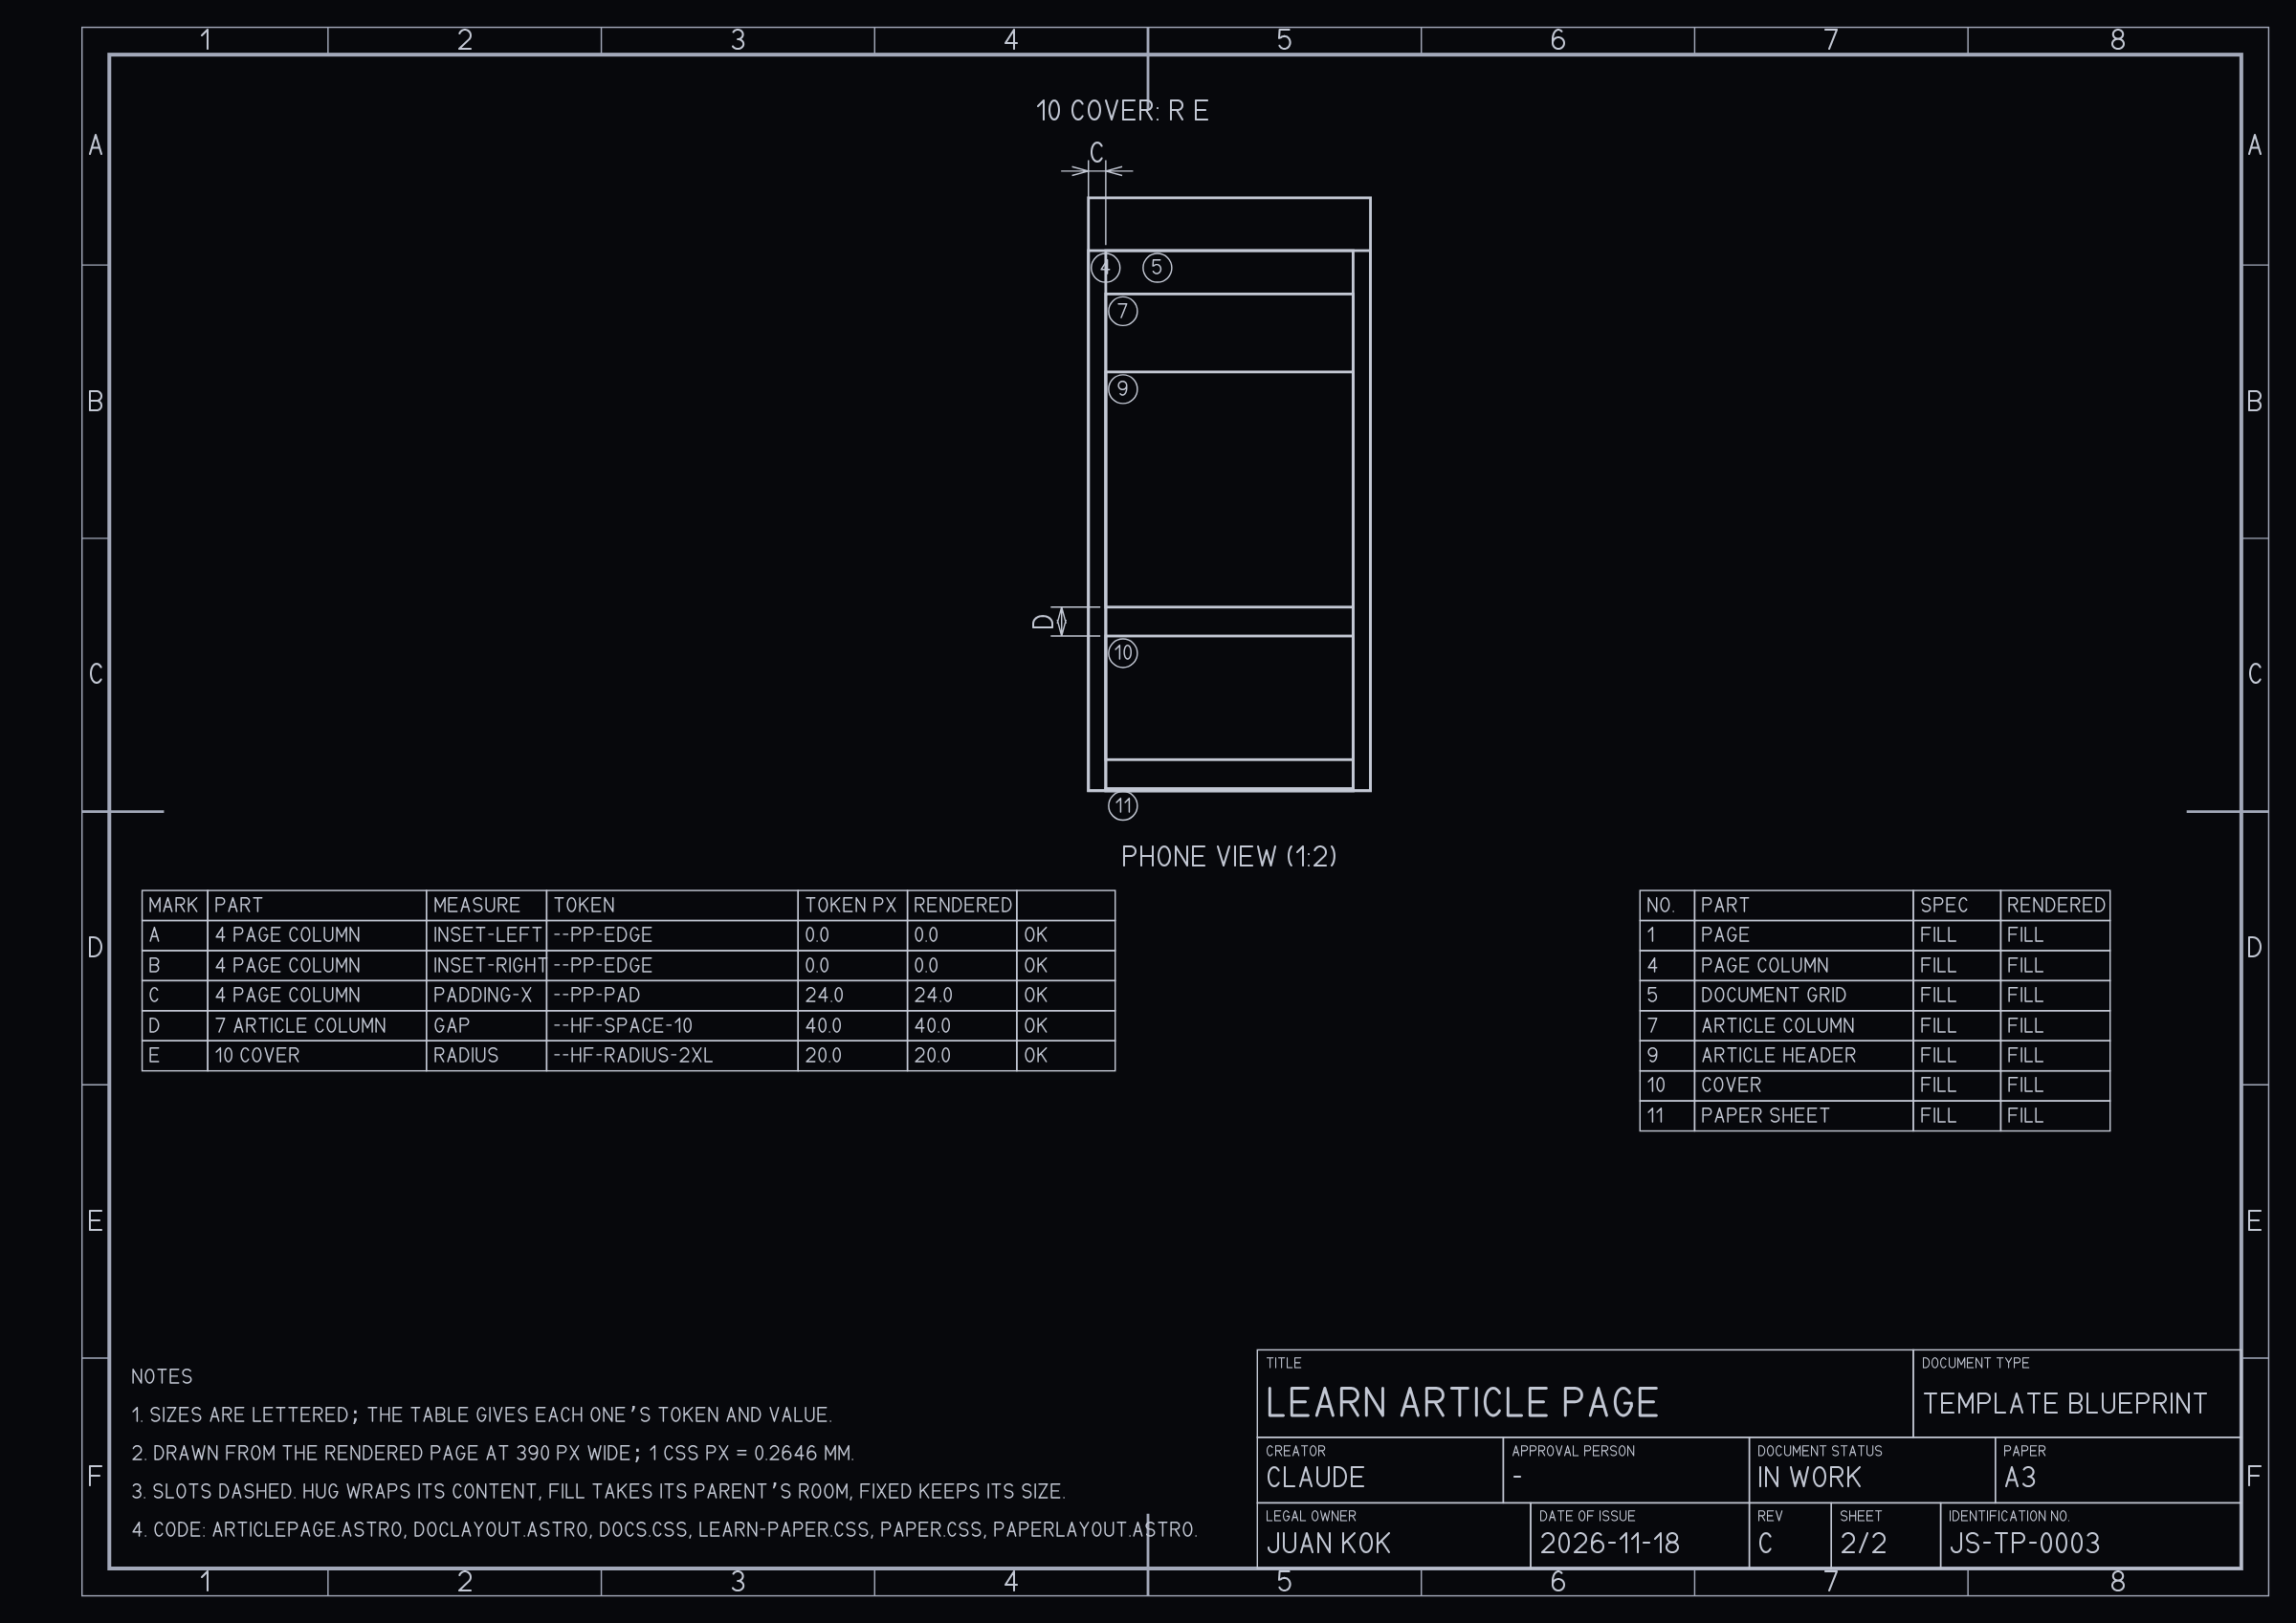 1 2 3 4 5 6 7 8
A A
B B
C C
D D
E E
F F
10 COVER: R E
C
4 5
7
9
D
10
11
PHONE VIEW (1:2)
MARK PART MEASURE TOKEN TOKEN PX RENDERED
A 4 PAGE COLUMN INSET-LEFT --PP-EDGE 0.0 0.0 OK
B 4 PAGE COLUMN INSET-RIGHT --PP-EDGE 0.0 0.0 OK
C 4 PAGE COLUMN PADDING-X --PP-PAD 24.0 24.0 OK
D 7 ARTICLE COLUMN GAP --HF-SPACE-10 40.0 40.0 OK
E 10 COVER RADIUS --HF-RADIUS-2XL 20.0 20.0 OK
NO. PART SPEC RENDERED
1 PAGE FILL FILL
4 PAGE COLUMN FILL FILL
5 DOCUMENT GRID FILL FILL
7 ARTICLE COLUMN FILL FILL
9 ARTICLE HEADER FILL FILL
10 COVER FILL FILL
11 PAPER SHEET FILL FILL
NOTES
1. SIZES ARE LETTERED; THE TABLE GIVES EACH ONE'S TOKEN AND VALUE.
2. DRAWN FROM THE RENDERED PAGE AT 390 PX WIDE; 1 CSS PX = 0.2646 MM.
3. SLOTS DASHED. HUG WRAPS ITS CONTENT, FILL TAKES ITS PARENT'S ROOM, FIXED KEEPS ITS SIZE.
4. CODE: ARTICLEPAGE.ASTRO, DOCLAYOUT.ASTRO, DOCS.CSS, LEARN-PAPER.CSS, PAPER.CSS, PAPERLAYOUT.ASTRO.
TITLE
LEARN ARTICLE PAGE
DOCUMENT TYPE
TEMPLATE BLUEPRINT
CREATOR
CLAUDE
APPROVAL PERSON
-
DOCUMENT STATUS
IN WORK
PAPER
A3
LEGAL OWNER
JUAN KOK
DATE OF ISSUE
2026-11-18
REV
C
SHEET
2/2
IDENTIFICATION NO.
JS-TP-0003
1 2 3 4 5 6 7 8